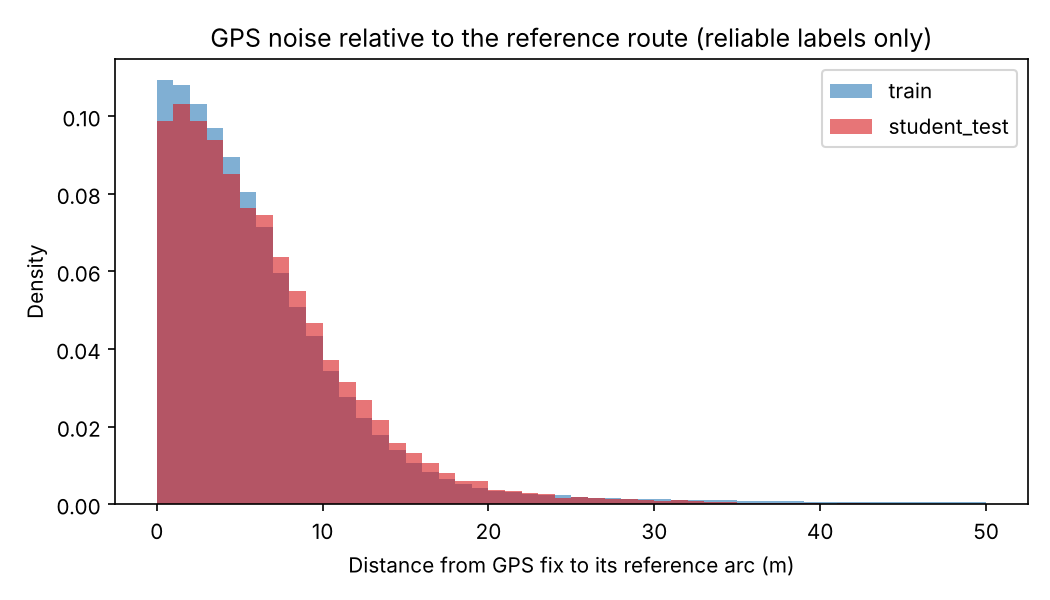 GPS noise relative to the reference route (reliable labels only)
train
student_test
0.10
0.08
0.06
0.04
0.02
0.00
Density
0 10 20 30 40 50
Distance from GPS fix to its reference arc (m)